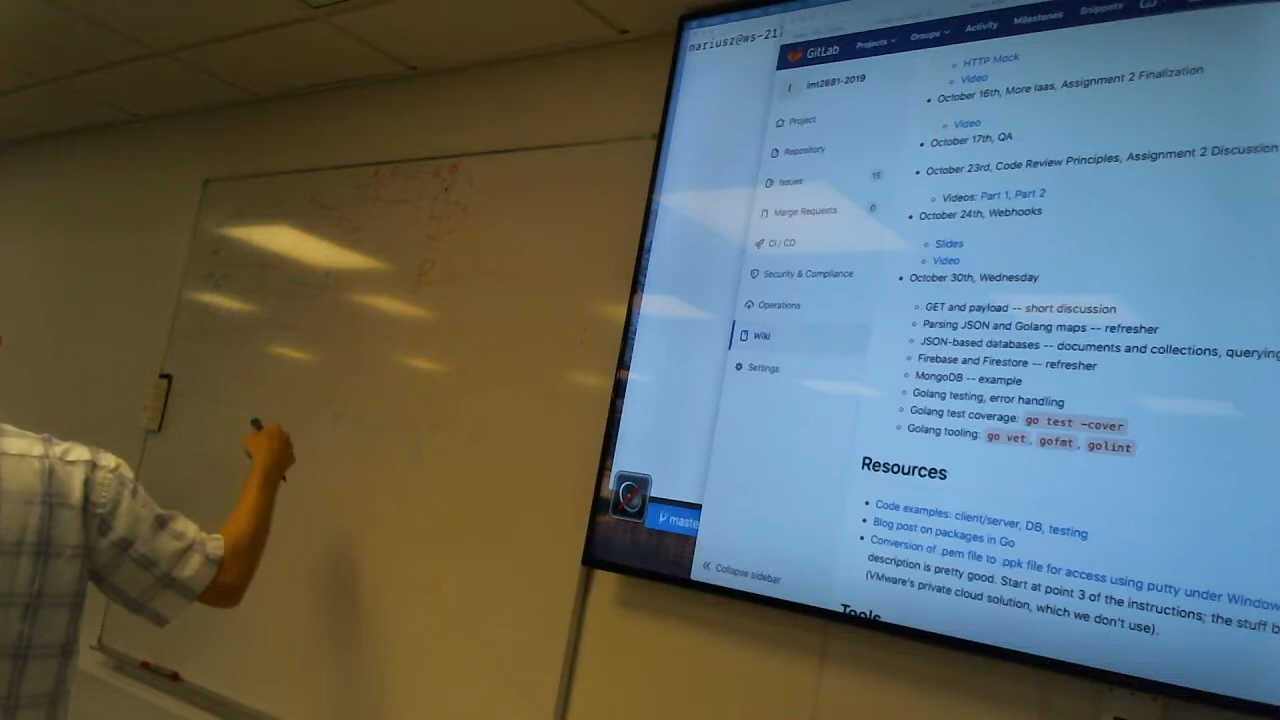 mariusz@ws-21
GitLab Projects Groups Activity Milestones Snippets
imt2681-2019
Project
Repository
Issues 15
Merge Requests 0
CI / CD
Security & Compliance
Operations
Wiki
Settings
Collapse sidebar
maste
HTTP Mock
Video
October 16th, More Iaas, Assignment 2 Finalization
Video
October 17th, QA
October 23rd, Code Review Principles, Assignment 2 Discussion
Videos: Part 1, Part 2
October 24th, Webhooks
Slides
Video
October 30th, Wednesday
GET and payload -- short discussion
Parsing JSON and Golang maps -- refresher
JSON-based databases -- documents and collections, querying
Firebase and Firestore -- refresher
MongoDB -- example
Golang testing, error handling
Golang test coverage: go test -cover
Golang tooling: go vet, gofmt, golint
Resources
Code examples: client/server, DB, testing
Blog post on packages in Go
Conversion of .pem file to .ppk file for access using putty under Window
description is pretty good. Start at point 3 of the instructions; the stuff b
(VMware's private cloud solution, which we don't use).
Tools